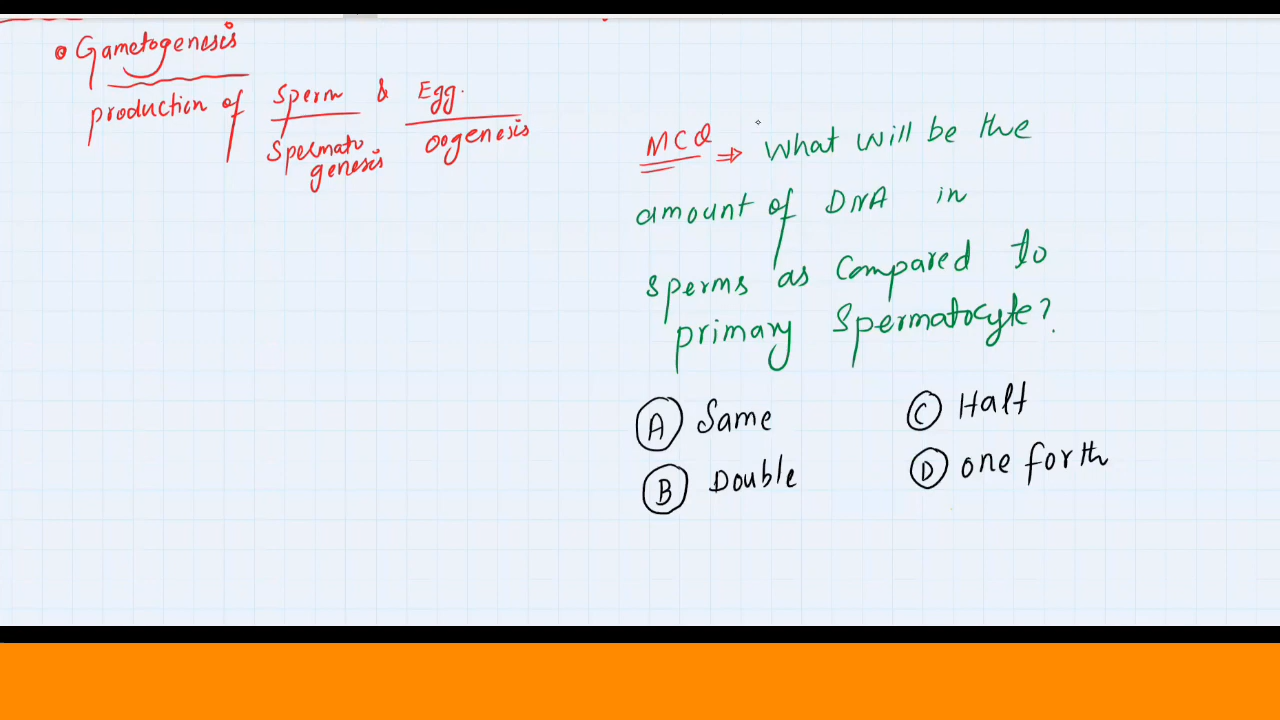 Gametogenesis
production of Sperm & Egg.
Spermato genesis oogenesis
MCQ ⇒ What will be the
amount of DNA in
sperms as compared to
primary Spermatocyte?
A Same
B Double
C Half
D one forth